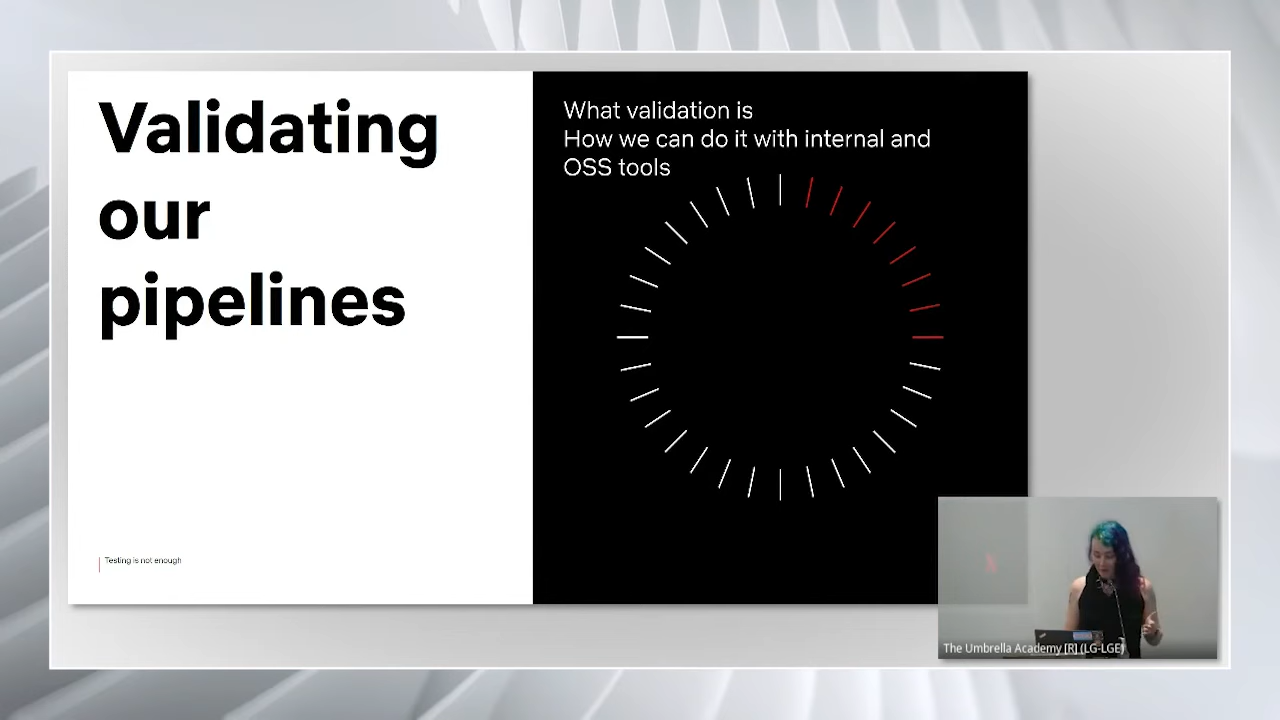 Validating
our
pipelines
What validation is
How we can do it with internal and
OSS tools
Testing is not enough
The Umbrella Academy [R] (LG-LGE)